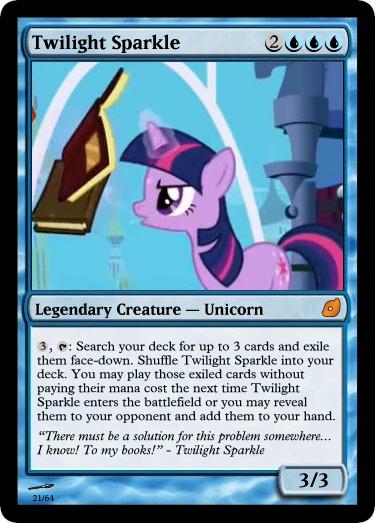 Twilight Sparkle 2
Legendary Creature — Unicorn
3, : Search your deck for up to 3 cards and exile
them face-down. Shuffle Twilight Sparkle into your
deck. You may play those exiled cards without
paying their mana cost the next time Twilight
Sparkle enters the battlefield or you may reveal
them to your opponent and add them to your hand.
“There must be a solution for this problem somewhere...
I know! To my books!” - Twilight Sparkle
3/3
21/64